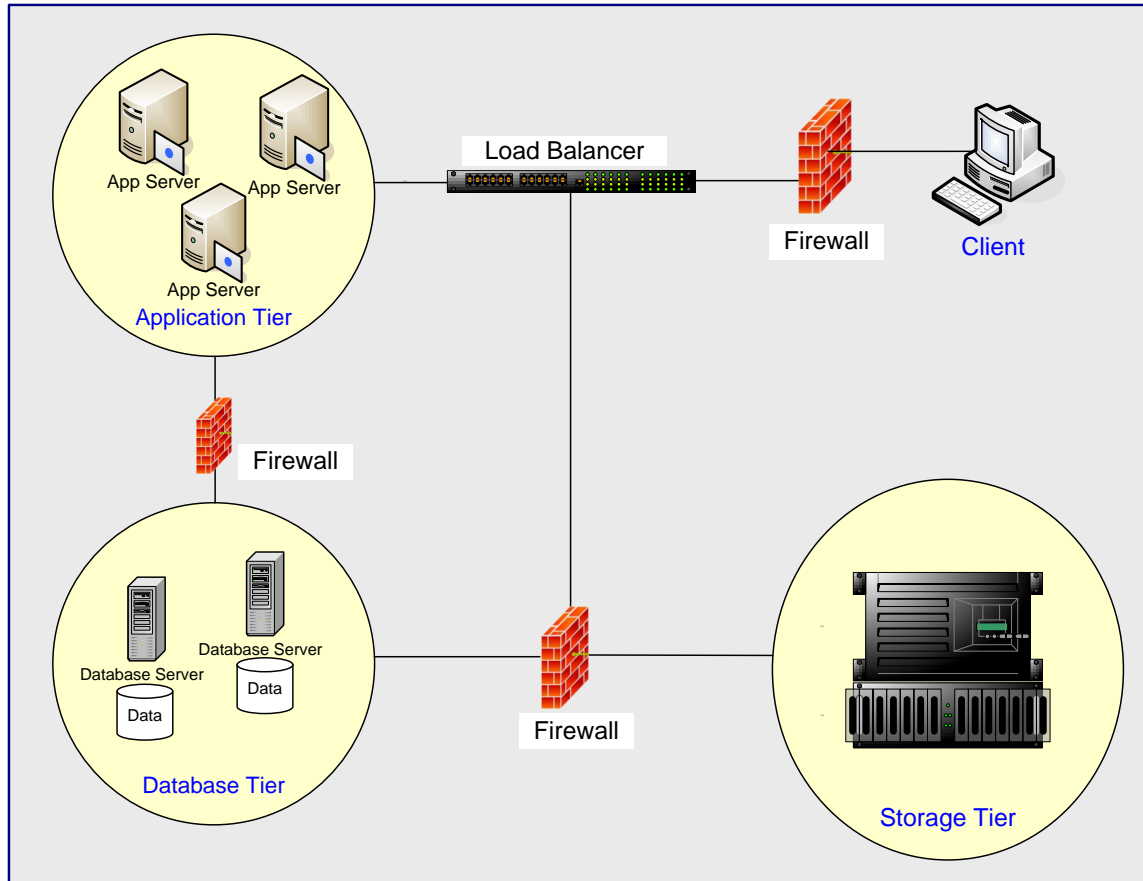 App Server
App Server
App Server
Application Tier
Load Balancer
Firewall
Client
Firewall
Database Server
Database Server
Data
Data
Database Tier
Firewall
Storage Tier